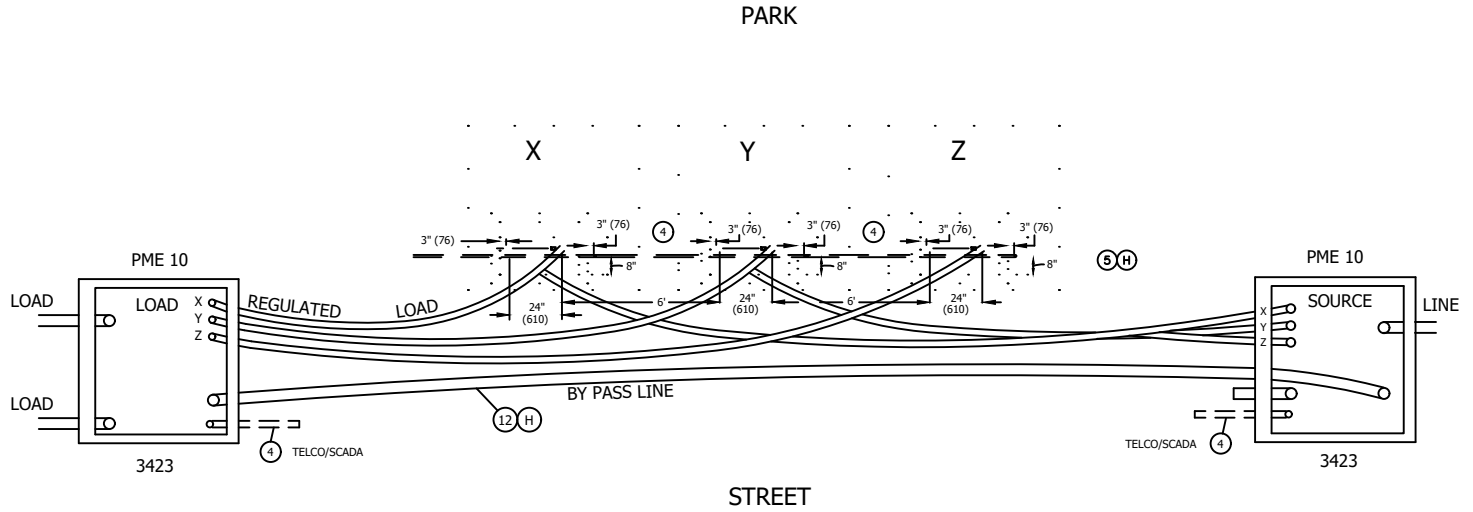 PARK
X Y Z
3" (76) 3" (76) 4 3" (76) 3" (76) 4 3" (76) 3" (76)
8" 8" 8"
5 H
PME 10
LOAD
LOAD
X
Y
Z
REGULATED LOAD
24"
(610)
6'
24"
(610)
6'
24"
(610)
PME 10
SOURCE
LINE
X
Y
Z
BY PASS LINE
12 H
LOAD
4 TELCO/SCADA
TELCO/SCADA 4
3423
3423
STREET